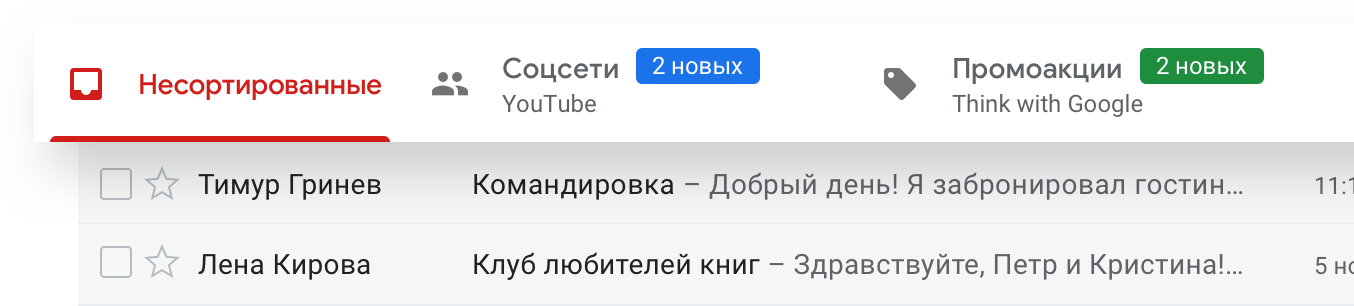 Несортированные
Соцсети 2 новых
YouTube
Промоакции 2 новых
Think with Google
Тимур Гринев Командировка – Добрый день! Я забронировал гостин...
Лена Кирова Клуб любителей книг – Здравствуйте, Петр и Кристина!...